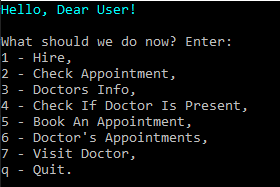 Hello, Dear User!
What should we do now? Enter:
1 - Hire,
2 - Check Appointment,
3 - Doctors Info,
4 - Check If Doctor Is Present,
5 - Book An Appointment,
6 - Doctor's Appointments,
7 - Visit Doctor,
q - Quit.